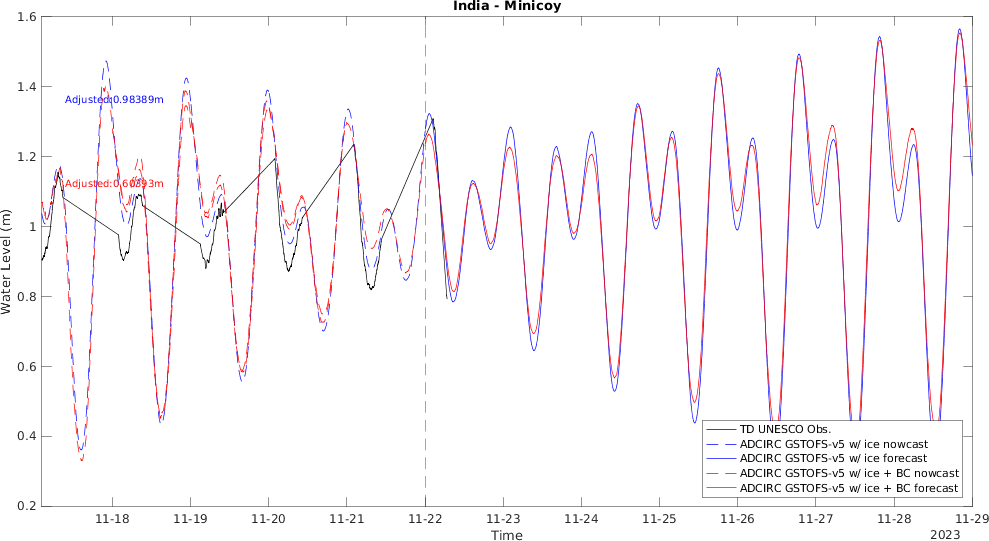 India - Minicoy
Water Level (m)
1.6
1.4
1.2
1
0.8
0.6
0.4
0.2
Adjusted:0.98389m
Adjusted:0.60393m
TD UNESCO Obs.
ADCIRC GSTOFS-v5 w/ ice nowcast
ADCIRC GSTOFS-v5 w/ ice forecast
ADCIRC GSTOFS-v5 w/ ice + BC nowcast
ADCIRC GSTOFS-v5 w/ ice + BC forecast
11-18 11-19 11-20 11-21 11-22 11-23 11-24 11-25 11-26 11-27 11-28 11-29
Time 2023